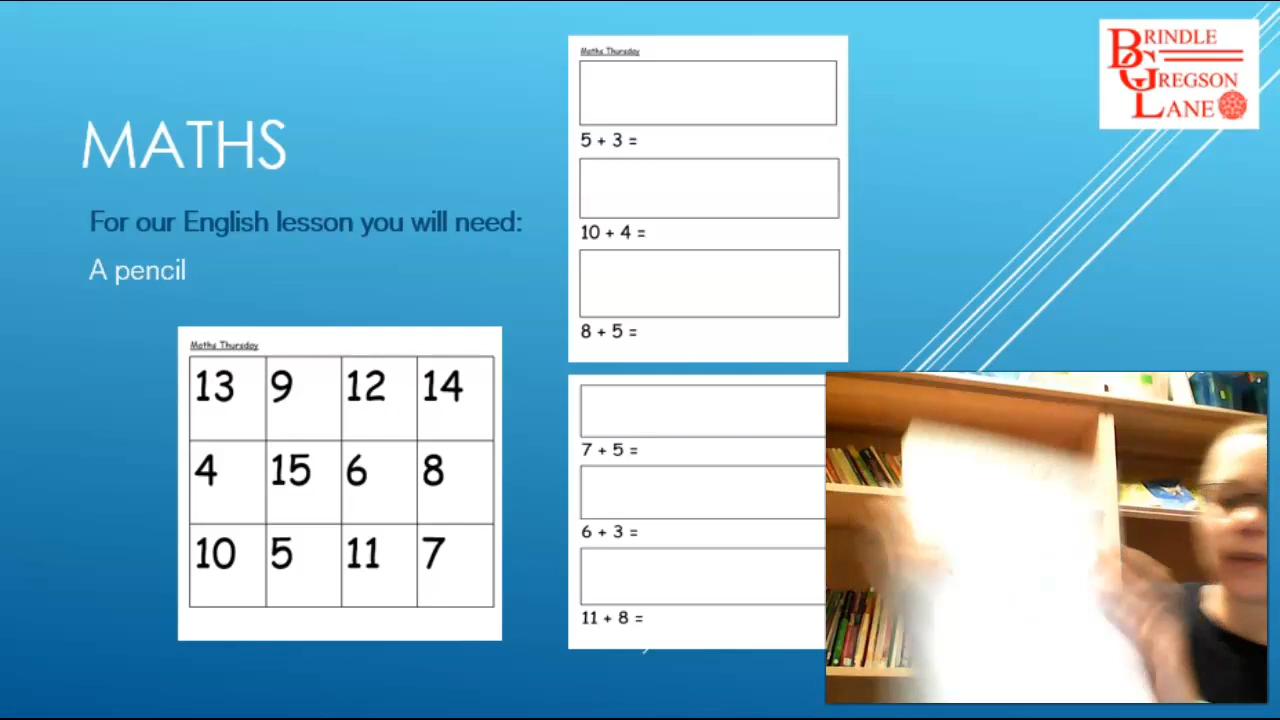 MATHS
For our English lesson you will need:
A pencil
Maths Thursday
13 9 12 14
4 15 6 8
10 5 11 7
Maths Thursday
5 + 3 =
10 + 4 =
8 + 5 =
7 + 5 =
6 + 3 =
11 + 8 =
BRINDLE
GREGSON
LANE